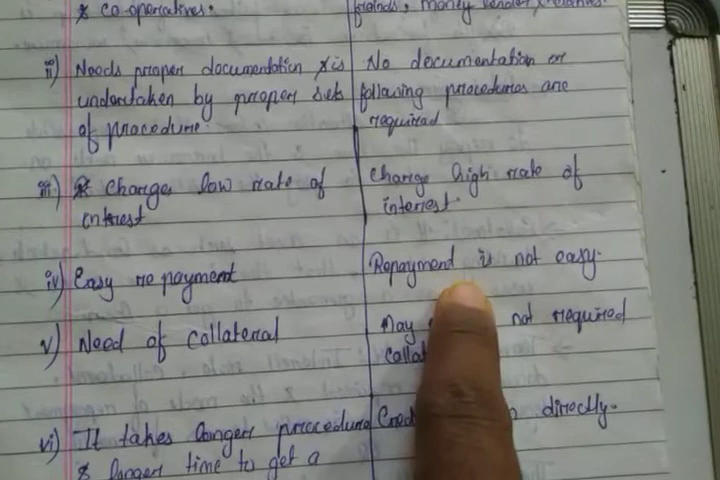 & co-operatives.
friends, money lender
ii) Needs proper documentation & is
undertaken by proper sets
of procedure.
No documentation or
following procedures are
required
iii) Charges low rate of
interest
Charge high rate of
interest.
iv) Easy repayment
Repayment is not easy.
v) Need of collateral
May not required
vi) It takes longer procedure
& longer time to get a
directly.